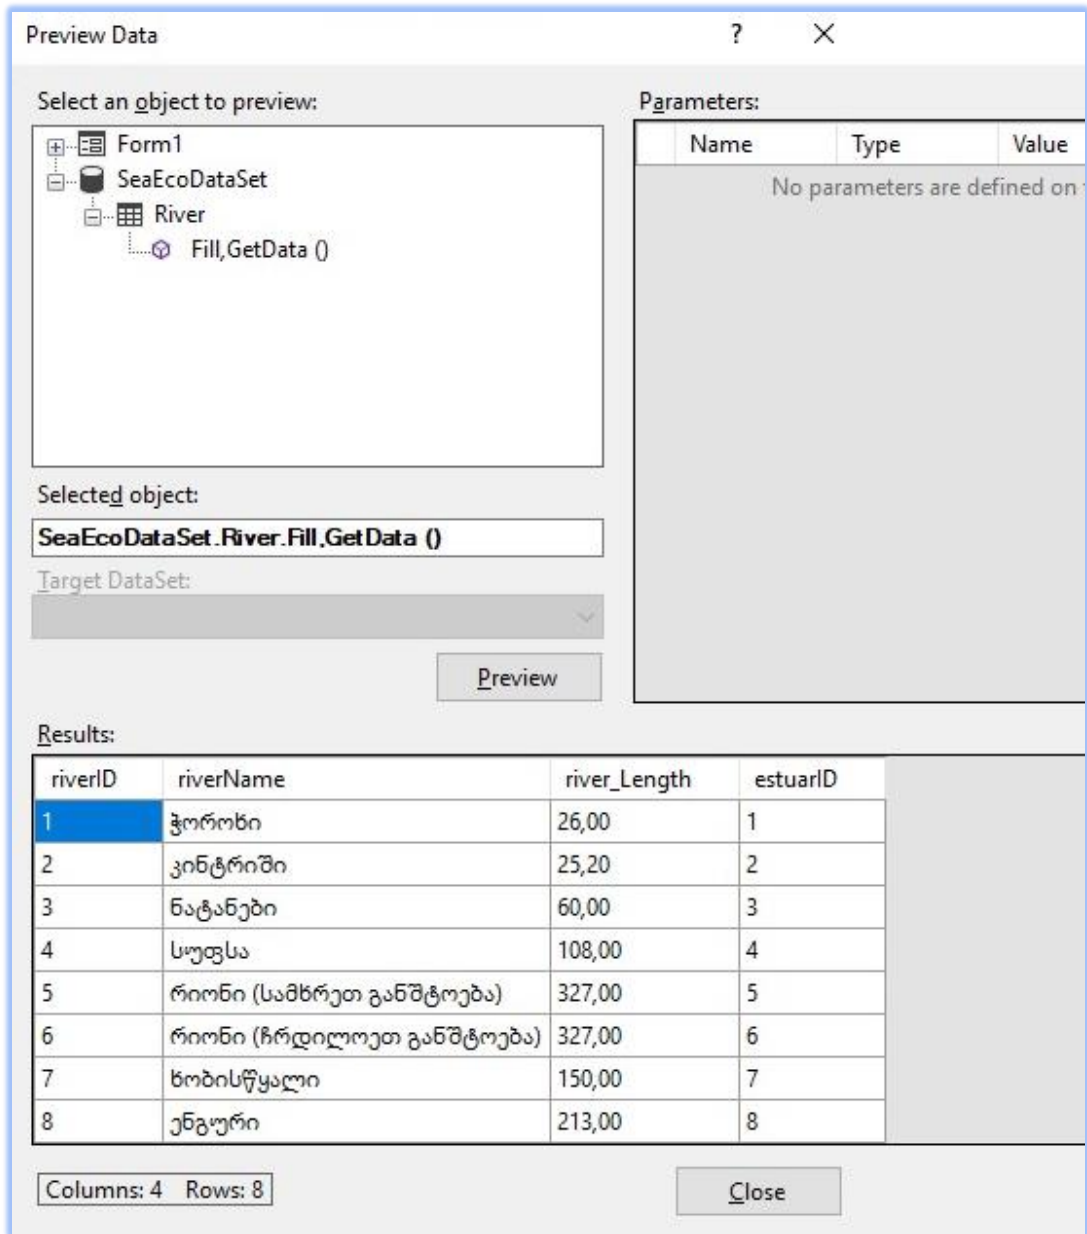 Preview Data ? ×
Select an object to preview:
Form1
SeaEcoDataSet
River
Fill,GetData ()
Parameters:
Name Type Value
No parameters are defined on
Selected object:
SeaEcoDataSet.River.Fill,GetData ()
Target DataSet:
Preview
Results:
riverID riverName river_Length estuarID
1 ჭოროხი 26,00 1
2 კინტრიში 25,20 2
3 ნატანები 60,00 3
4 სუფსა 108,00 4
5 რიონი (სამხრეთ განშტოება) 327,00 5
6 რიონი (ჩრდილოეთ განშტოება) 327,00 6
7 ხობისწყალი 150,00 7
8 ენგური 213,00 8
Columns: 4 Rows: 8
Close